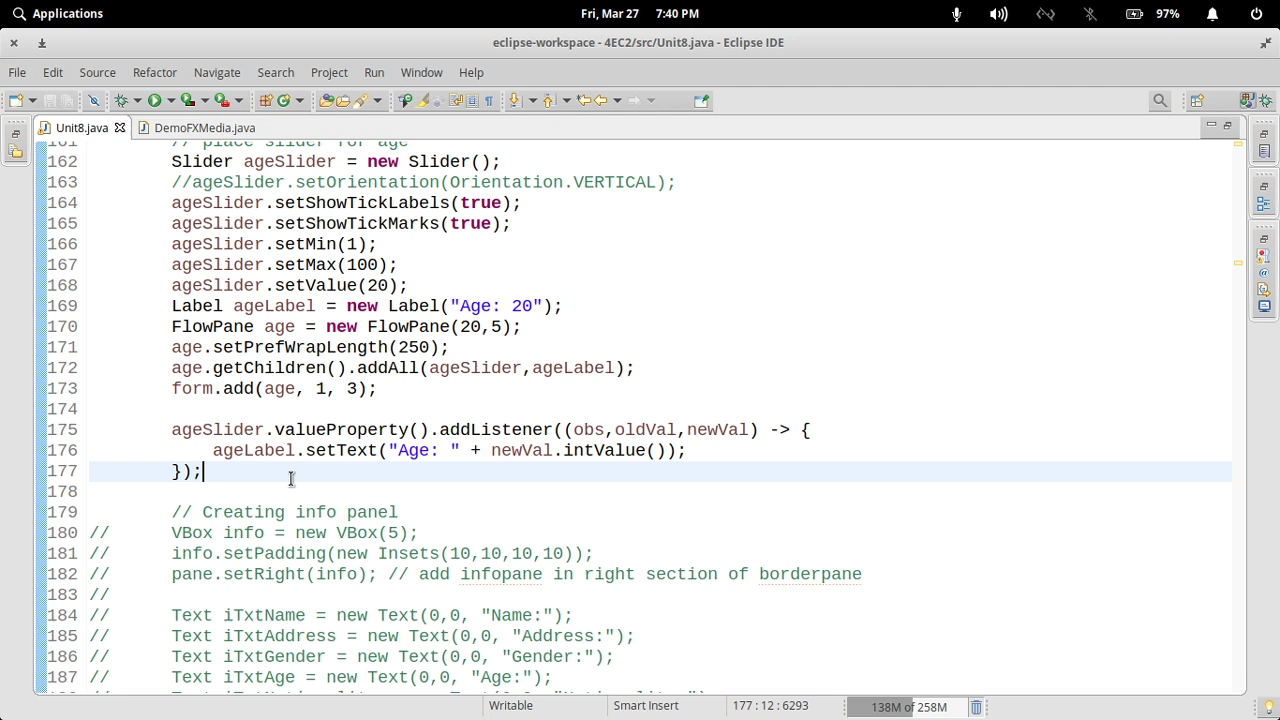 Applications
Fri, Mar 27 7:40 PM
97%
eclipse-workspace - 4EC2/src/Unit8.java - Eclipse IDE
File Edit Source Refactor Navigate Search Project Run Window Help
Unit8.java DemoFXMedia.java
161 // place slider for age
162 Slider ageSlider = new Slider();
163 //ageSlider.setOrientation(Orientation.VERTICAL);
164 ageSlider.setShowTickLabels(true);
165 ageSlider.setShowTickMarks(true);
166 ageSlider.setMin(1);
167 ageSlider.setMax(100);
168 ageSlider.setValue(20);
169 Label ageLabel = new Label("Age: 20");
170 FlowPane age = new FlowPane(20,5);
171 age.setPrefWrapLength(250);
172 age.getChildren().addAll(ageSlider,ageLabel);
173 form.add(age, 1, 3);
174
175 ageSlider.valueProperty().addListener((obs,oldVal,newVal) -> {
176 ageLabel.setText("Age: " + newVal.intValue());
177 });
178
179 // Creating info panel
180 // VBox info = new VBox(5);
181 // info.setPadding(new Insets(10,10,10,10));
182 // pane.setRight(info); // add infopane in right section of borderpane
183 //
184 // Text iTxtName = new Text(0,0, "Name:");
185 // Text iTxtAddress = new Text(0,0, "Address:");
186 // Text iTxtGender = new Text(0,0, "Gender:");
187 // Text iTxtAge = new Text(0,0, "Age:");
Writable Smart Insert 177 : 12 : 6293 138M of 258M